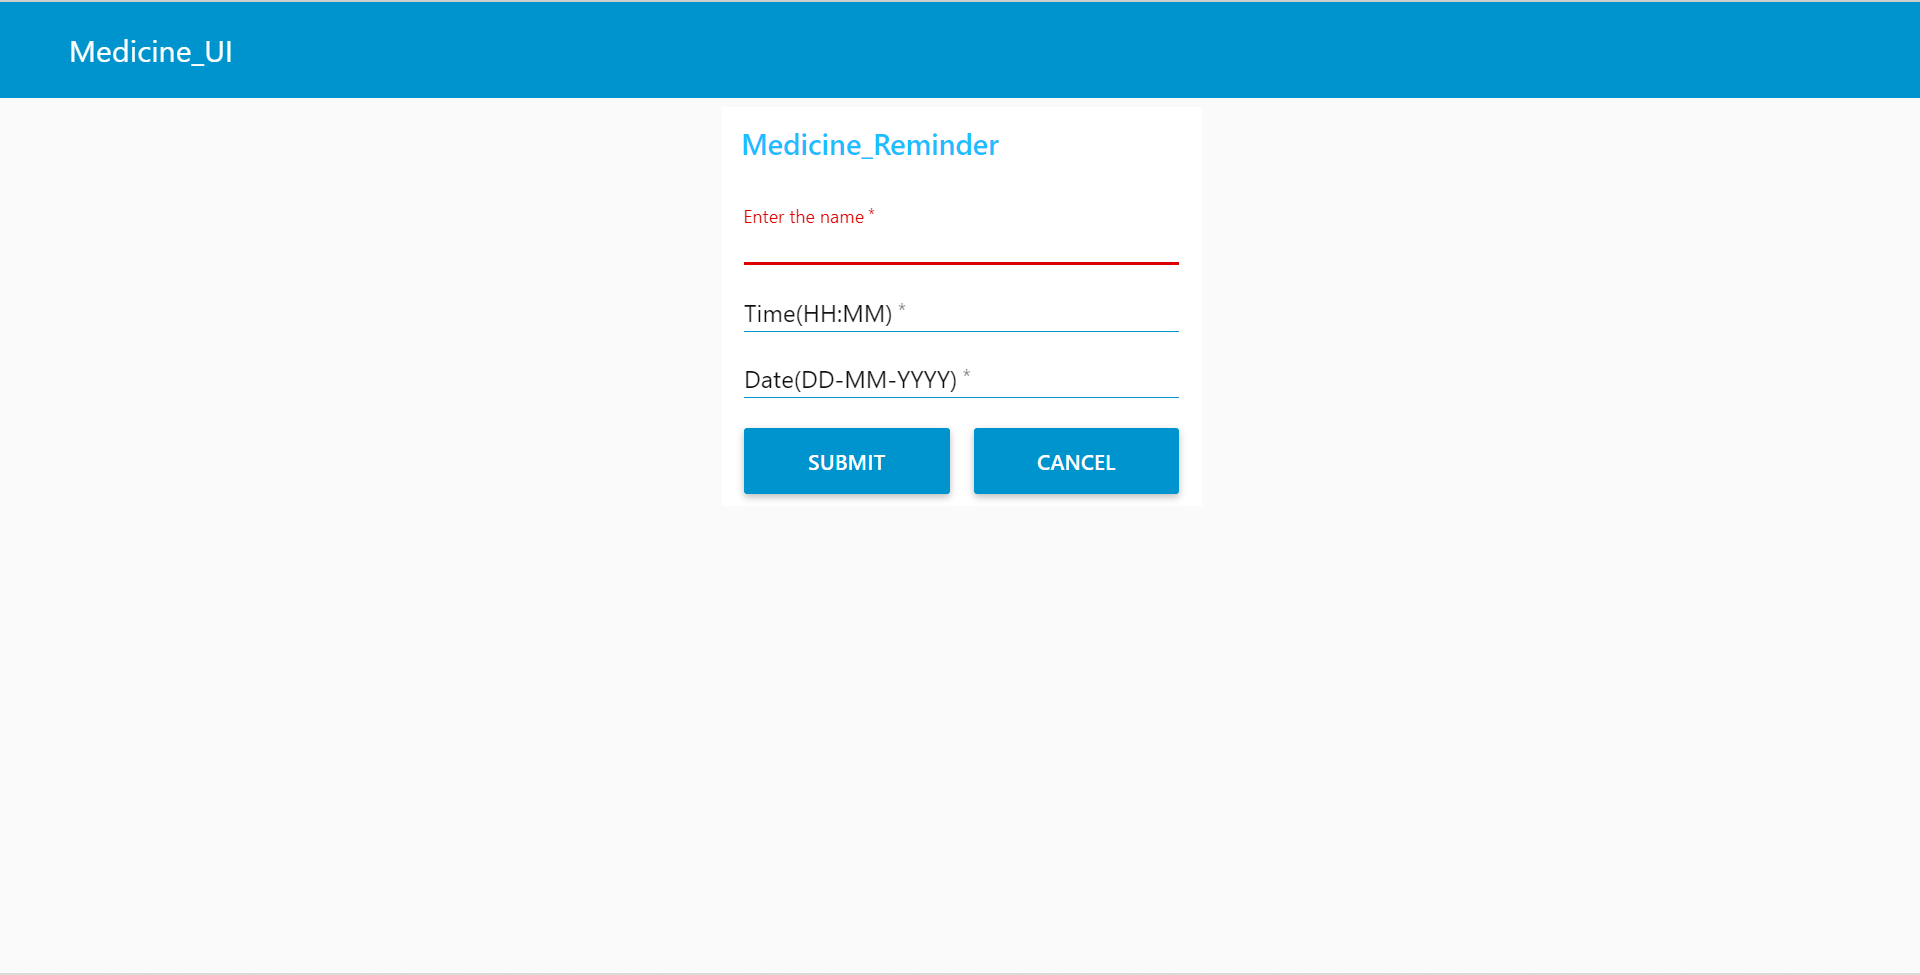 Medicine_UI
Medicine_Reminder
Enter the name *
Time(HH:MM) *
Date(DD-MM-YYYY) *
SUBMIT CANCEL